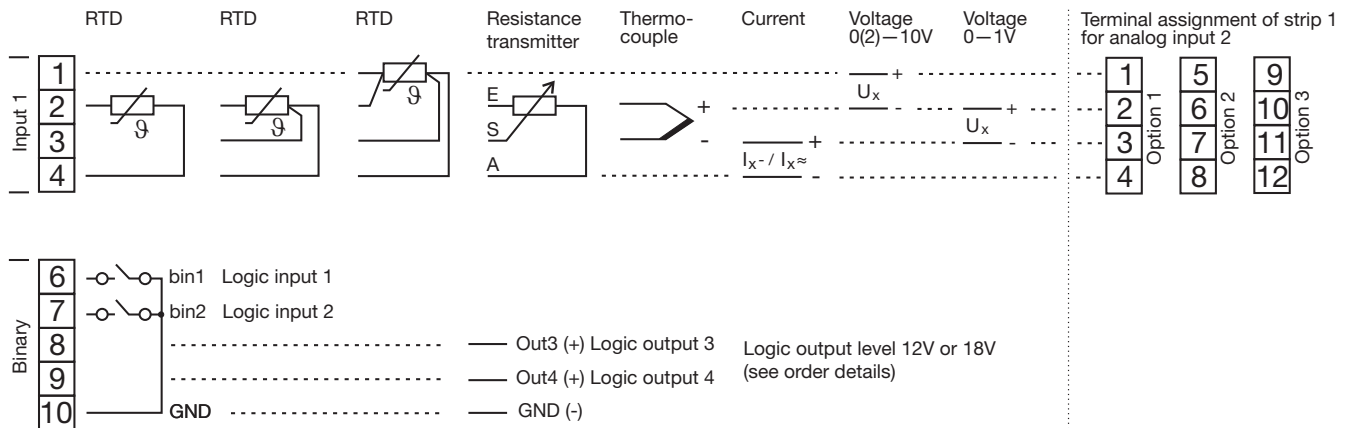 RTD RTD RTD Resistance transmitter Thermo-couple Current Voltage 0(2)—10V Voltage 0—1V
Terminal assignment of strip 1
for analog input 2
Input 1
1
2
3
4
ϑ
ϑ
ϑ
E
S
A
+
-
+
Ix- / Ix≈
-
+
Ux
-
+
Ux
-
1
2
3
4
Option 1
5
6
7
8
Option 2
9
10
11
12
Option 3
Binary
6 bin1 Logic input 1
7 bin2 Logic input 2
8 Out3 (+) Logic output 3
9 Out4 (+) Logic output 4
10 GND GND (-)
Logic output level 12V or 18V
(see order details)